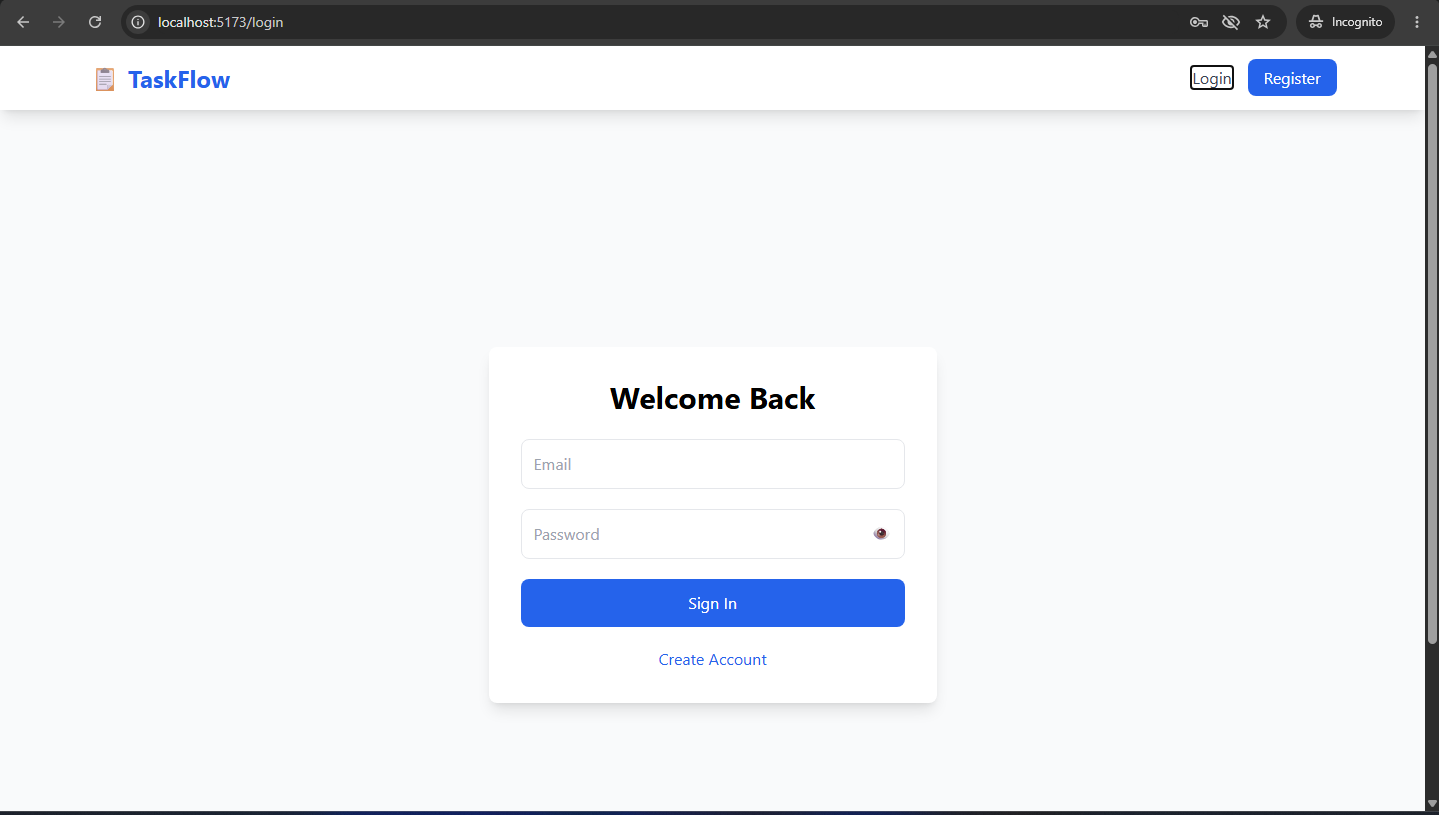 localhost:5173/login
Incognito
TaskFlow
Login
Register
Welcome Back
Email
Password
Sign In
Create Account